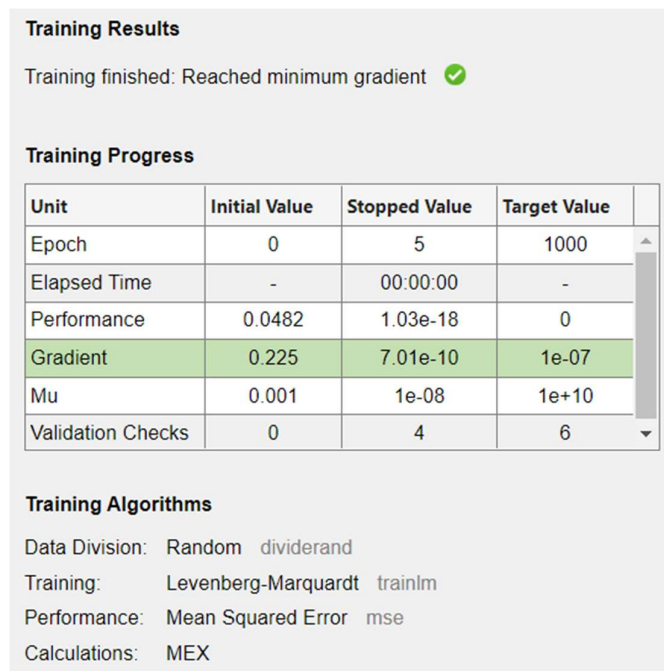 Training Results
Training finished: Reached minimum gradient
Training Progress
Unit Initial Value Stopped Value Target Value
Epoch 0 5 1000
Elapsed Time - 00:00:00 -
Performance 0.0482 1.03e-18 0
Gradient 0.225 7.01e-10 1e-07
Mu 0.001 1e-08 1e+10
Validation Checks 0 4 6
Training Algorithms
Data Division: Random dividerand
Training: Levenberg-Marquardt trainlm
Performance: Mean Squared Error mse
Calculations: MEX